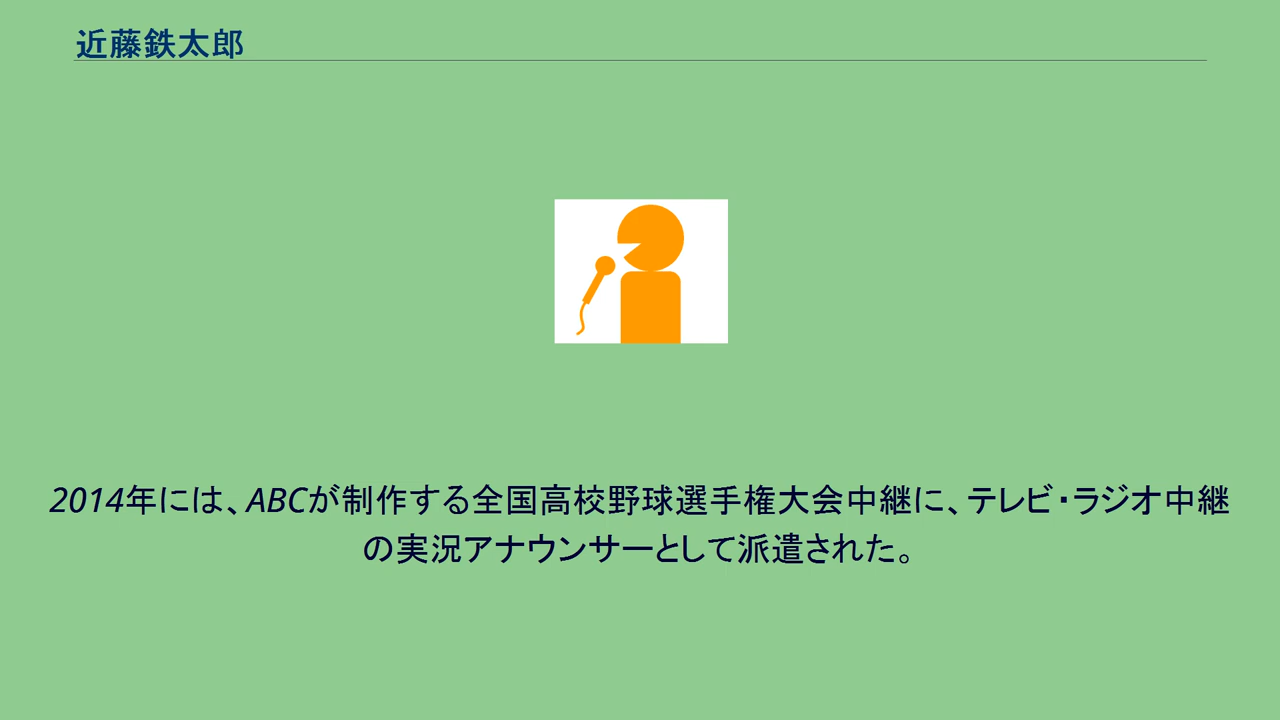 近藤鉄太郎
2014年には、ABCが制作する全国高校野球選手権大会中継に、テレビ・ラジオ中継
の実況アナウンサーとして派遣された。